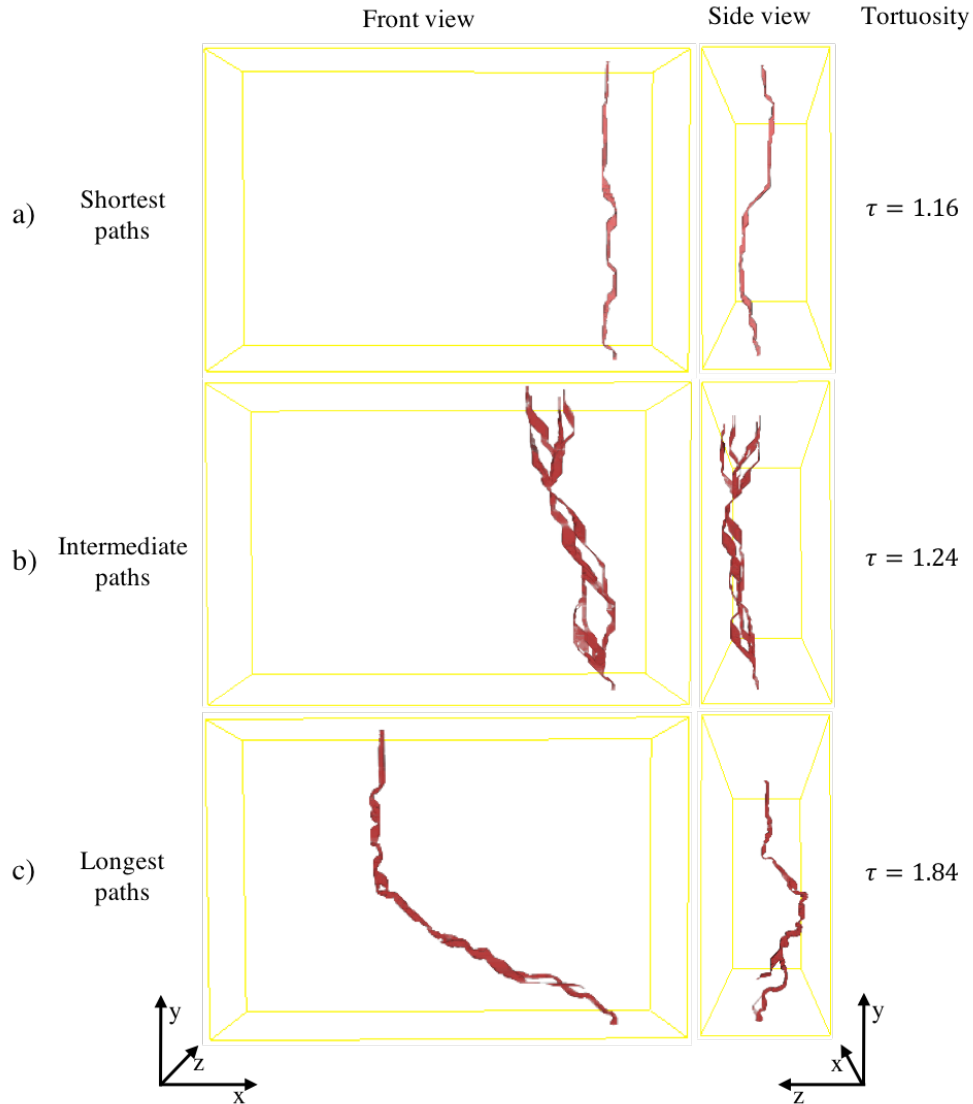 Front view
Side view
Tortuosity
a)
Shortest
paths
τ = 1.16
b)
Intermediate
paths
τ = 1.24
c)
Longest
paths
τ = 1.84
y
z
x
y
x
z